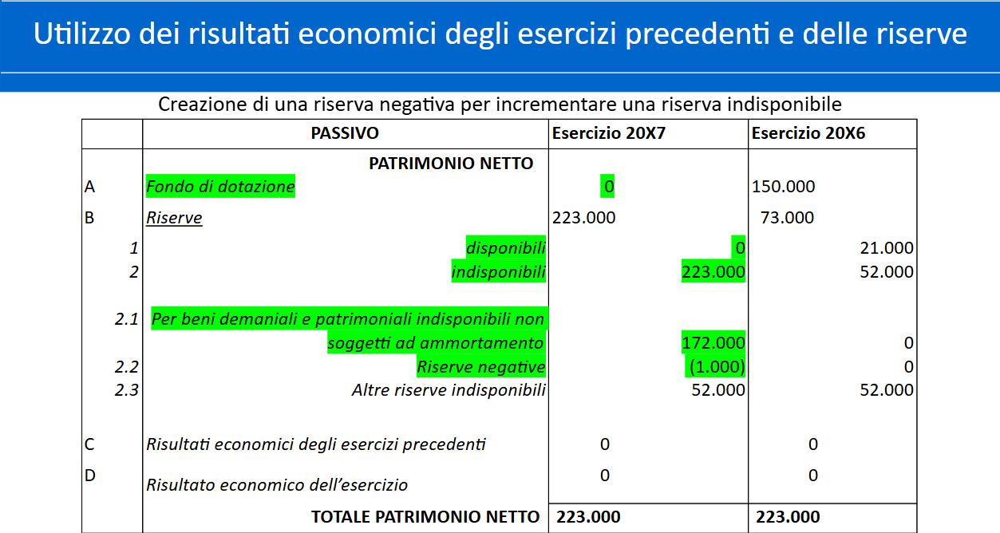 Utilizzo dei risultati economici degli esercizi precedenti e delle riserve
Creazione di una riserva negativa per incrementare una riserva indisponibile
PASSIVO Esercizio 20X7 Esercizio 20X6
PATRIMONIO NETTO
A Fondo di dotazione 0 150.000
B Riserve 223.000 73.000
1 disponibili 0 21.000
2 indisponibili 223.000 52.000
2.1 Per beni demaniali e patrimoniali indisponibili non
soggetti ad ammortamento 172.000 0
2.2 Riserve negative (1.000) 0
2.3 Altre riserve indisponibili 52.000 52.000
C Risultati economici degli esercizi precedenti 0 0
D Risultato economico dell’esercizio 0 0
TOTALE PATRIMONIO NETTO 223.000 223.000